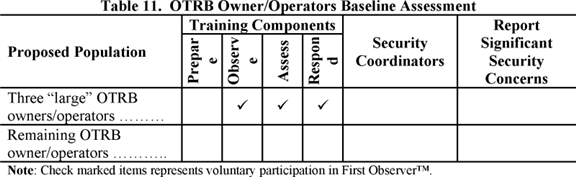 Table 11. OTRB Owner/Operators Baseline Assessment
Proposed Population
Training Components
Prepar
e
Observ
e
Assess
Respon
d
Security
Coordinators
Report
Significant
Security
Concerns
Three “large” OTRB
owners/operators ………
✓ ✓ ✓
Remaining OTRB
owner/operators ………..
Note: Check marked items represents voluntary participation in First Observer™.